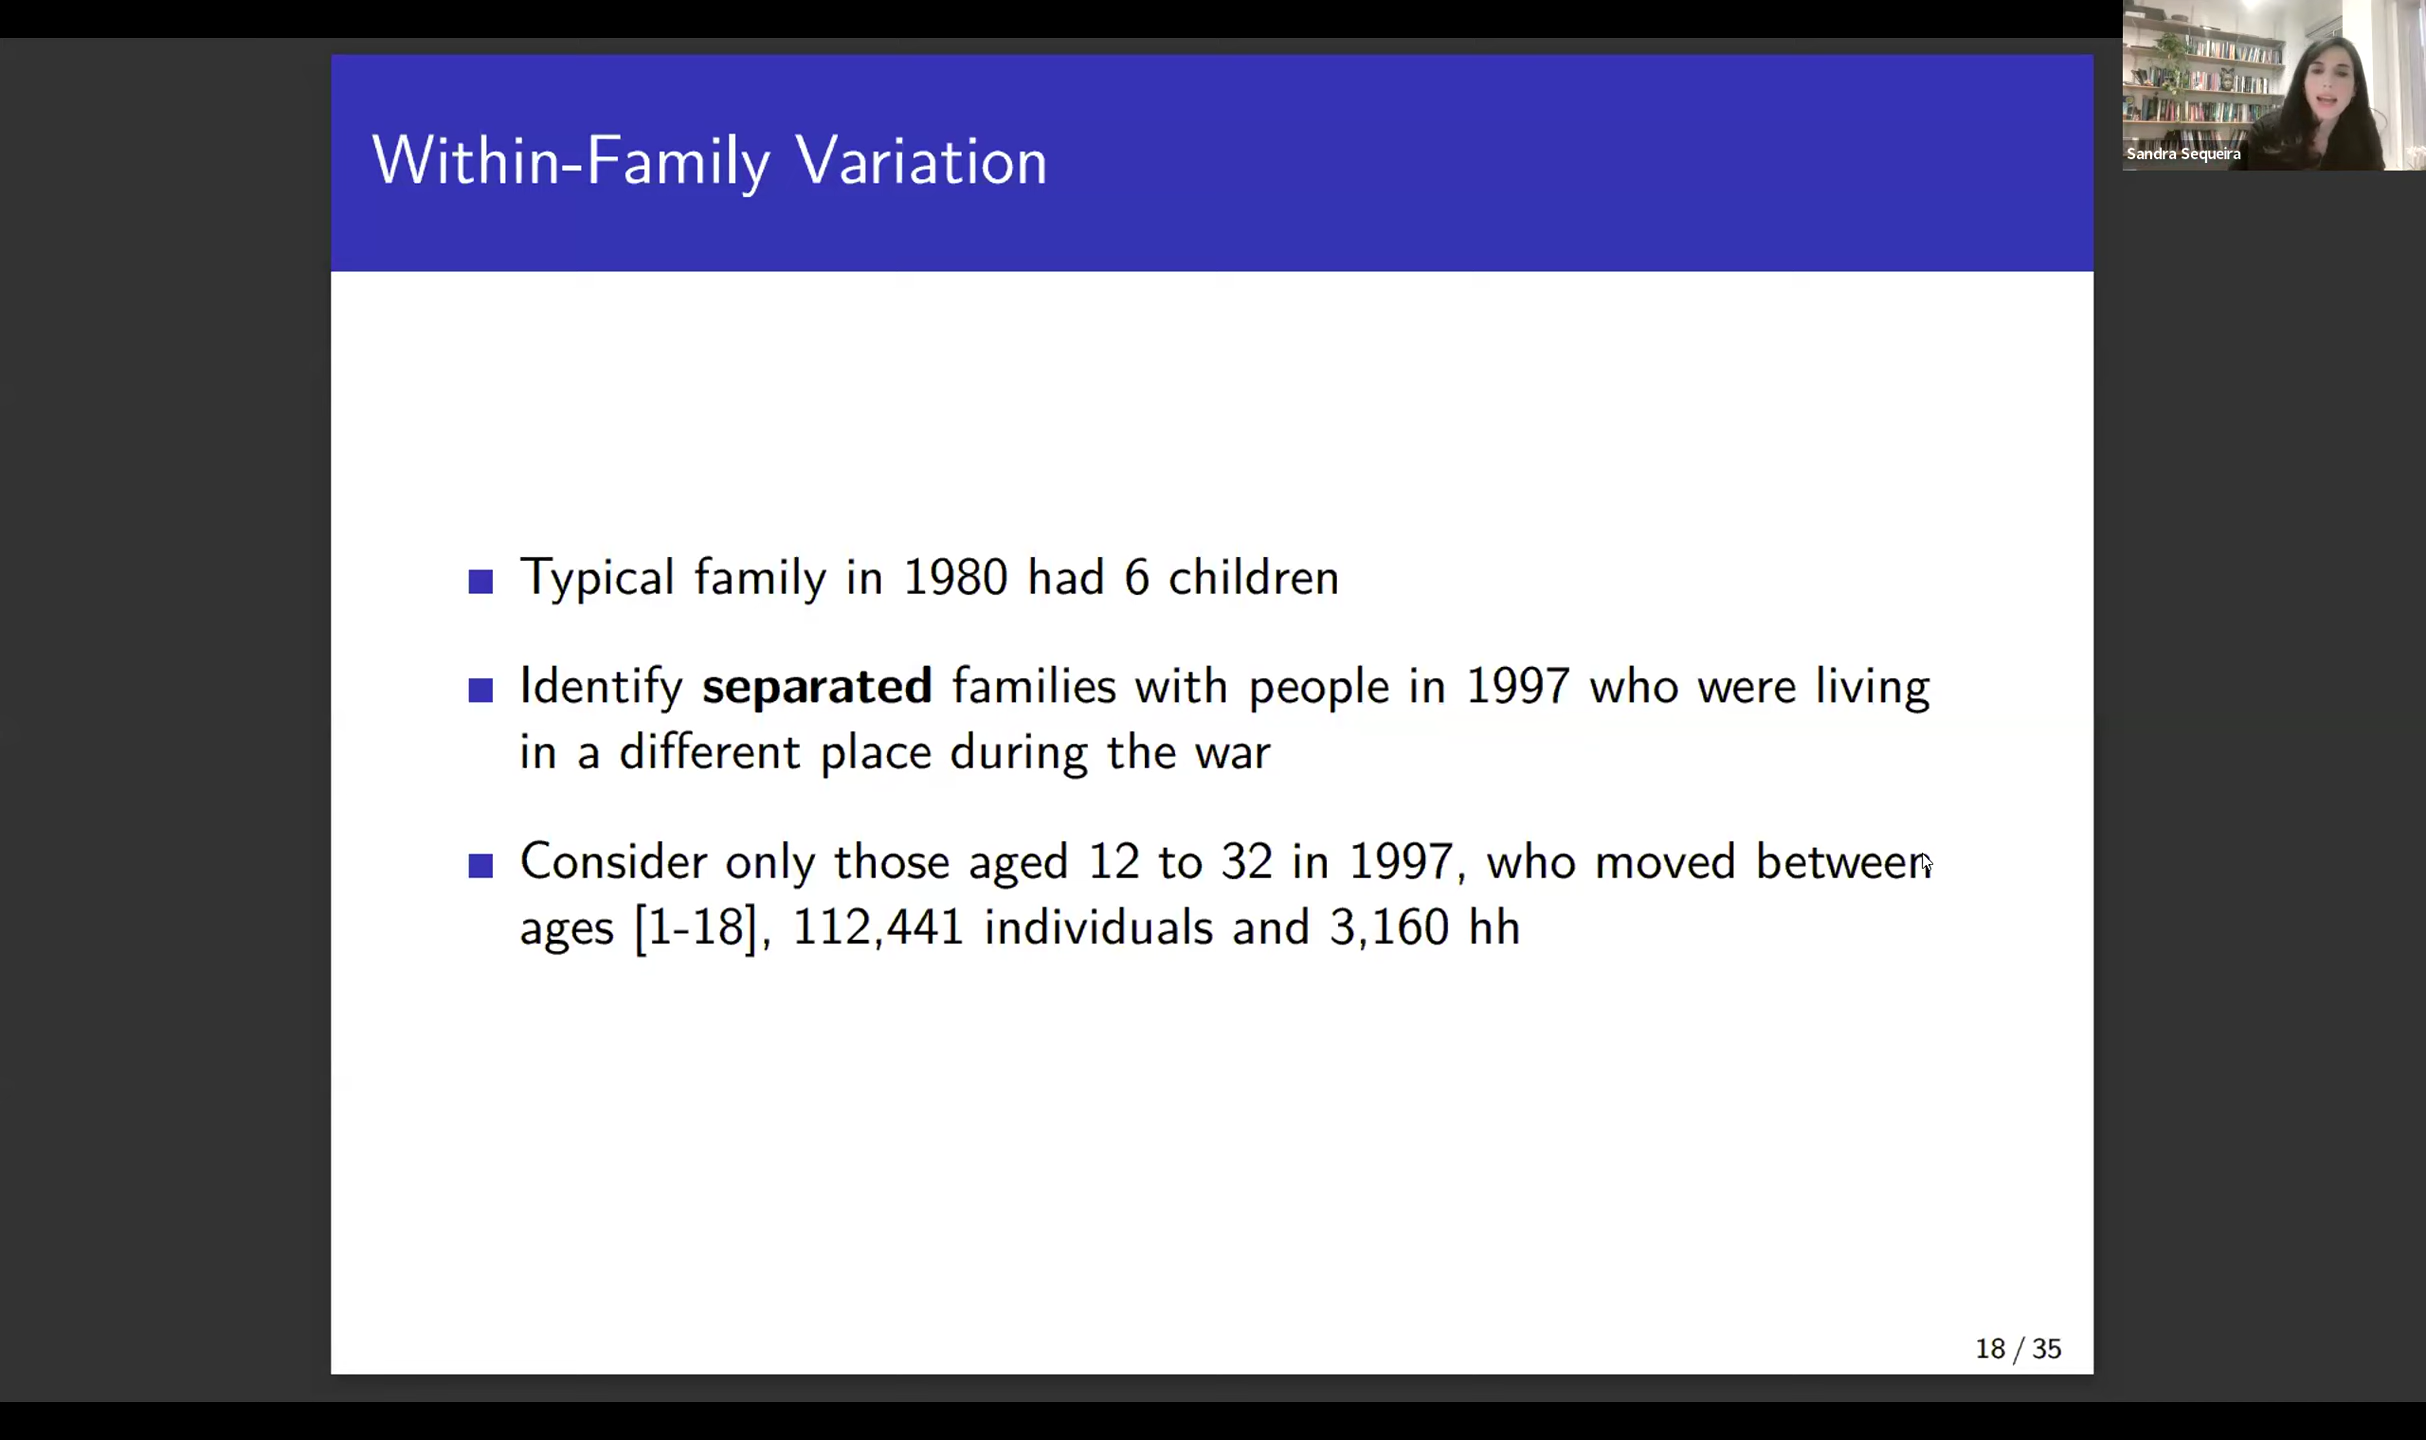 Within-Family Variation
Sandra Sequeira
Typical family in 1980 had 6 children
Identify separated families with people in 1997 who were living
in a different place during the war
Consider only those aged 12 to 32 in 1997, who moved between
ages [1-18], 112,441 individuals and 3,160 hh
18 / 35